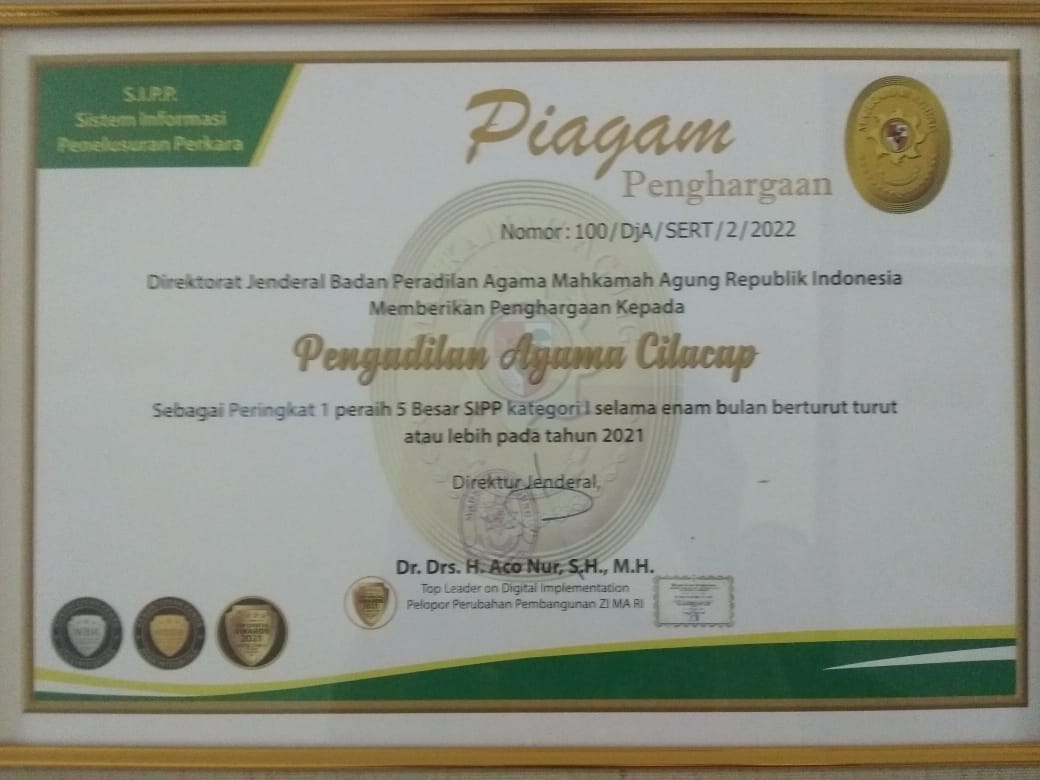 S.I.P.P.
Sistem Informasi
Penelusuran Perkara
Piagam
Penghargaan
Nomor : 100/DjA/SERT/2/2022
Direktorat Jenderal Badan Peradilan Agama Mahkamah Agung Republik Indonesia
Memberikan Penghargaan Kepada
Pengadilan Agama Cilacap
Sebagai Peringkat 1 peraih 5 Besar SIPP kategori I selama enam bulan berturut turut
atau lebih pada tahun 2021
Direktur Jenderal,
Dr. Drs. H. Aco Nur, S.H., M.H.
Top Leader on Digital Implementation
Pelopor Perubahan Pembangunan ZI MA RI
AWARDS
2021